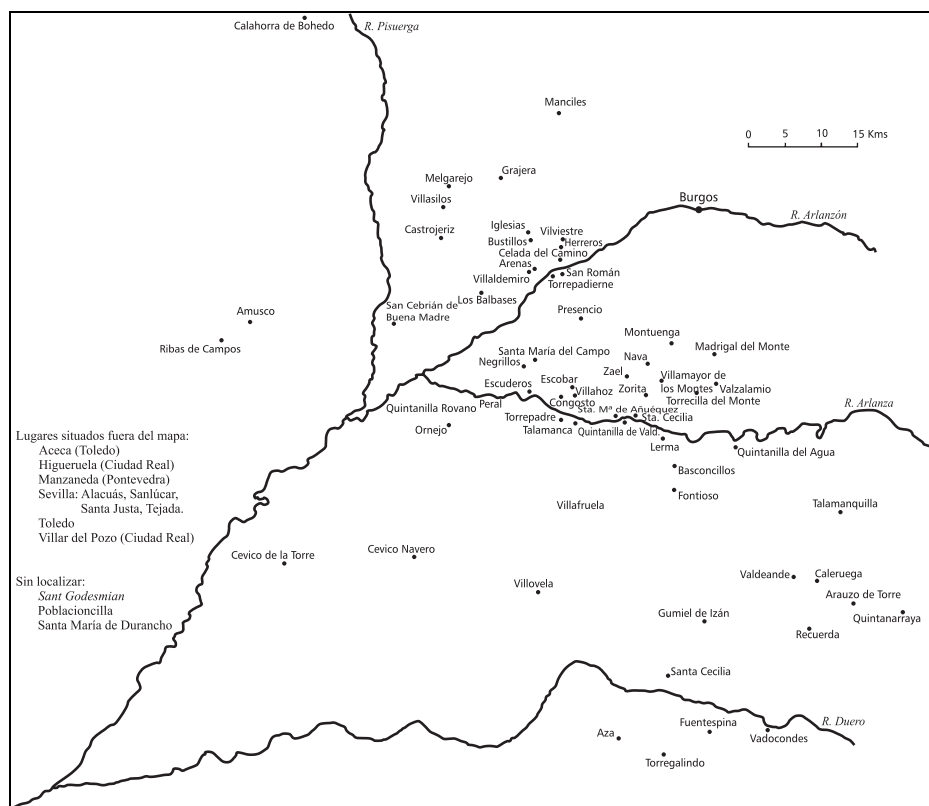 Calahorra de Bohedo
R. Pisuerga
Manciles
0 5 10 15 Kms
Grajera
Melgarejo
Villasilos
Burgos
R. Arlanzón
Castrojeriz
Iglesias
Vilviestre
Bustillos
Herreros
Celada del Camino
Arenas
San Román
Villaldemiro
Torrepadierne
Los Balbases
San Cebrián de
Buena Madre
Amusco
Presencio
Ribas de Campos
Montuenga
Madrigal del Monte
Santa María del Campo
Nava
Negrillos
Zael
Villamayor de
los Montes
Escuderos
Escobar
Villahoz
Zorita
Valzalamio
Torrecilla del Monte
Congosto
Peral
Quintanilla Rovano
R. Arlanza
Sta. Mª de Añuéquez
Torrepadre
Sta. Cecilia
Ornejo
Talamanca
Quintanilla de Vald.
Lerma
Quintanilla del Agua
Lugares situados fuera del mapa:
Aceca (Toledo)
Higueruela (Ciudad Real)
Manzaneda (Pontevedra)
Sevilla: Alacuás, Sanlúcar,
Santa Justa, Tejada.
Toledo
Villar del Pozo (Ciudad Real)
Basconcillos
Fontioso
Villafruela
Talamanquilla
Cevico de la Torre
Cevico Navero
Sin localizar:
Sant Godesmian
Poblacioncilla
Santa María de Durancho
Villovela
Valdeande
Caleruega
Arauzo de Torre
Gumiel de Izán
Quintanarraya
Recuerda
Santa Cecilia
Fuentespina
R. Duero
Aza
Vadocondes
Torregalindo